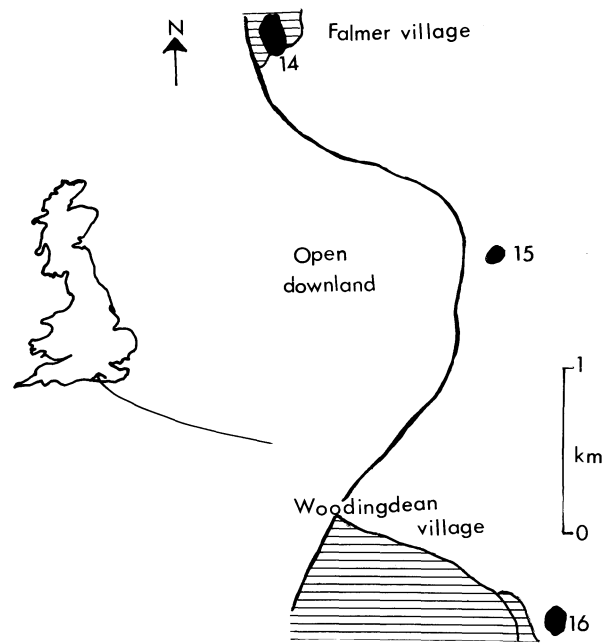 N
Falmer village
14
Open
downland
15
1
km
0
Woodingdean
village
16